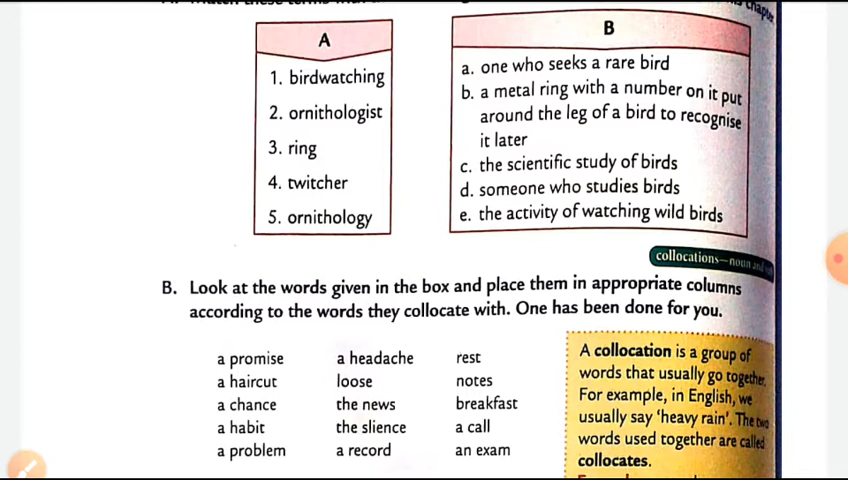 Chapter
A
1. birdwatching
2. ornithologist
3. ring
4. twitcher
5. ornithology
B
a. one who seeks a rare bird
b. a metal ring with a number on it put
around the leg of a bird to recognise
it later
c. the scientific study of birds
d. someone who studies birds
e. the activity of watching wild birds
collocations—noun and
B. Look at the words given in the box and place them in appropriate columns
according to the words they collocate with. One has been done for you.
a promise a headache rest
a haircut loose notes
a chance the news breakfast
a habit the slience a call
a problem a record an exam
A collocation is a group of
words that usually go together.
For example, in English, we
usually say 'heavy rain'. The two
words used together are called
collocates.